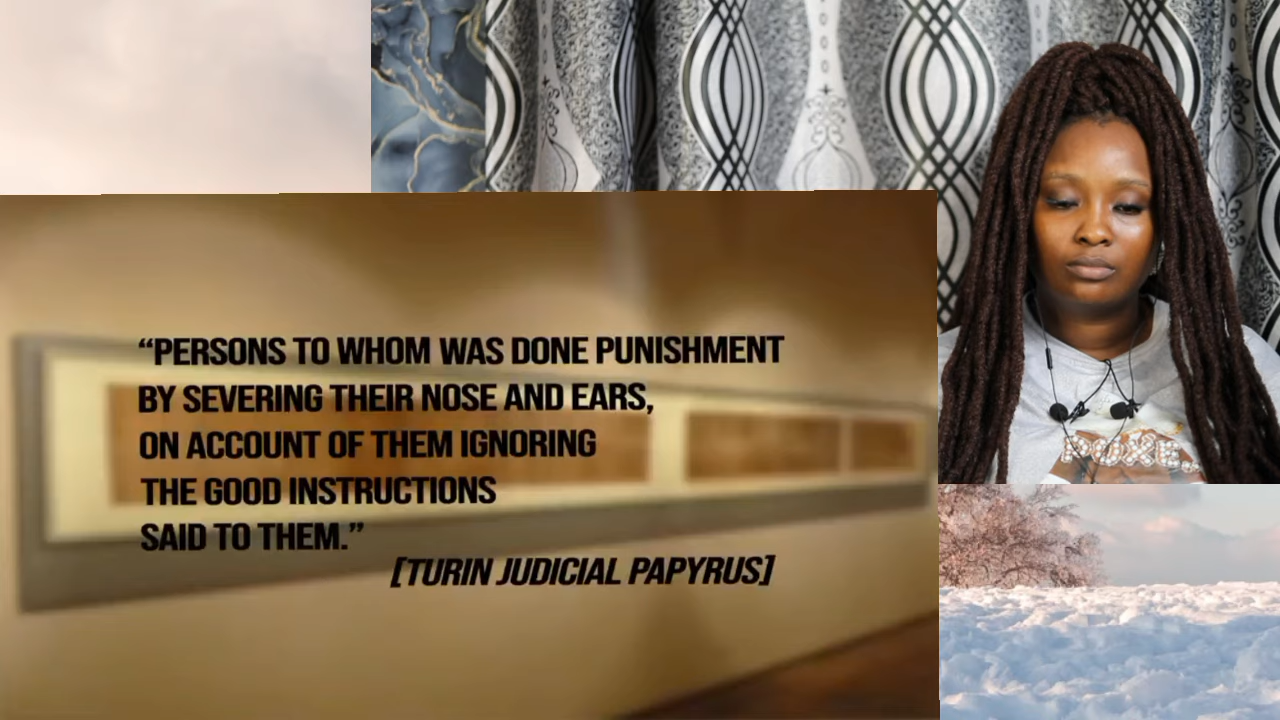 “PERSONS TO WHOM WAS DONE PUNISHMENT
BY SEVERING THEIR NOSE AND EARS,
ON ACCOUNT OF THEM IGNORING
THE GOOD INSTRUCTIONS
SAID TO THEM.”
[TURIN JUDICIAL PAPYRUS]